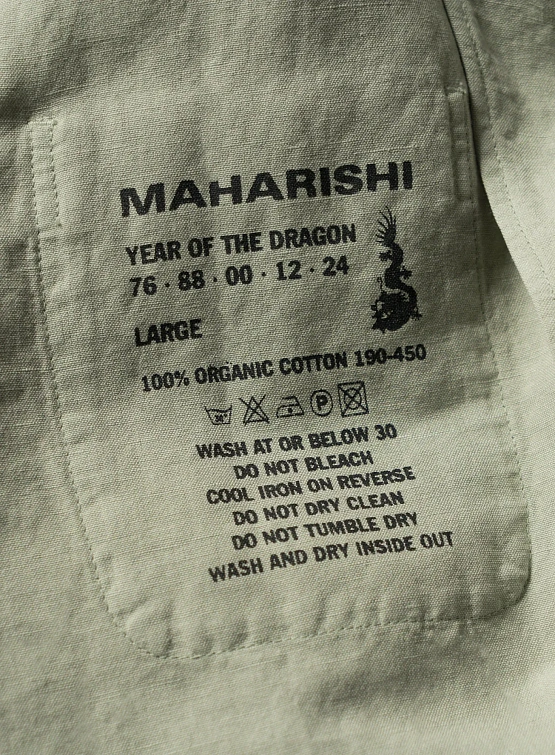 MAHARISHI
YEAR OF THE DRAGON
76 · 88 · 00 · 12 · 24
LARGE
100% ORGANIC COTTON 190-450
P
WASH AT OR BELOW 30
DO NOT BLEACH
COOL IRON ON REVERSE
DO NOT DRY CLEAN
DO NOT TUMBLE DRY
WASH AND DRY INSIDE OUT